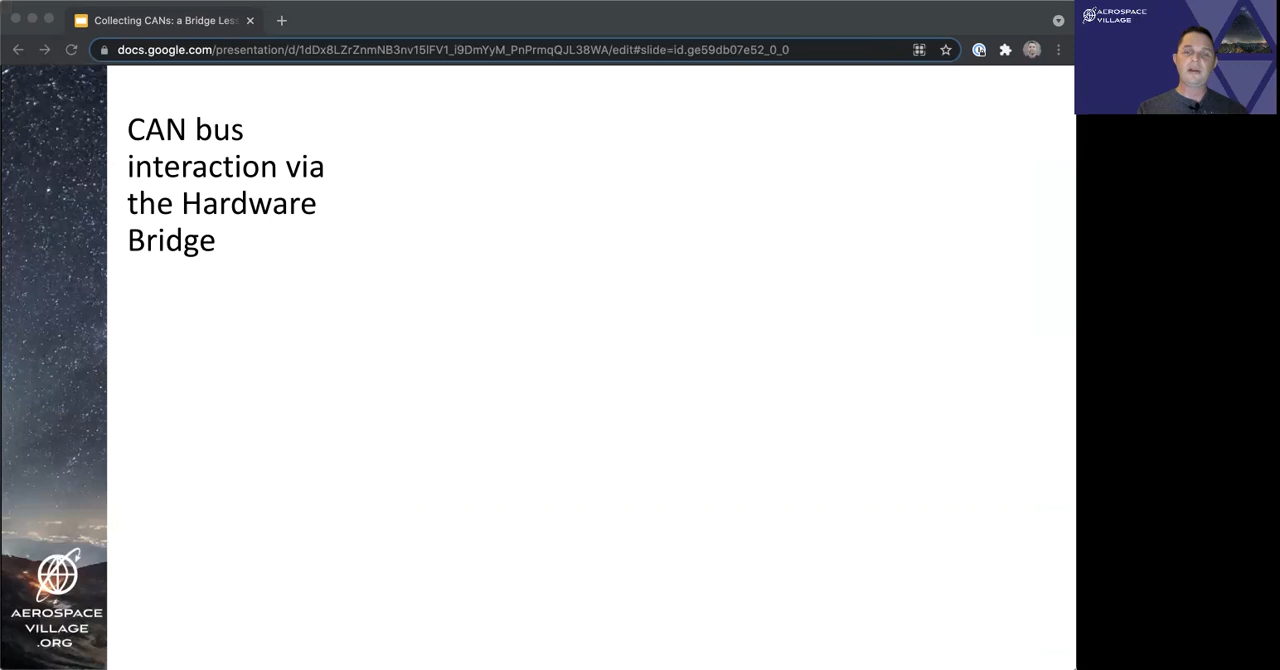 Collecting CANs: a Bridge Les
docs.google.com/presentation/d/1dDx8LZrZnmNB3nv15lFV1_i9DmYyM_PnPrmqQJL38WA/edit#slide=id.ge59db07e52_0_0
AEROSPACE
VILLAGE
CAN bus
interaction via
the Hardware
Bridge
AEROSPACE
VILLAGE
.ORG